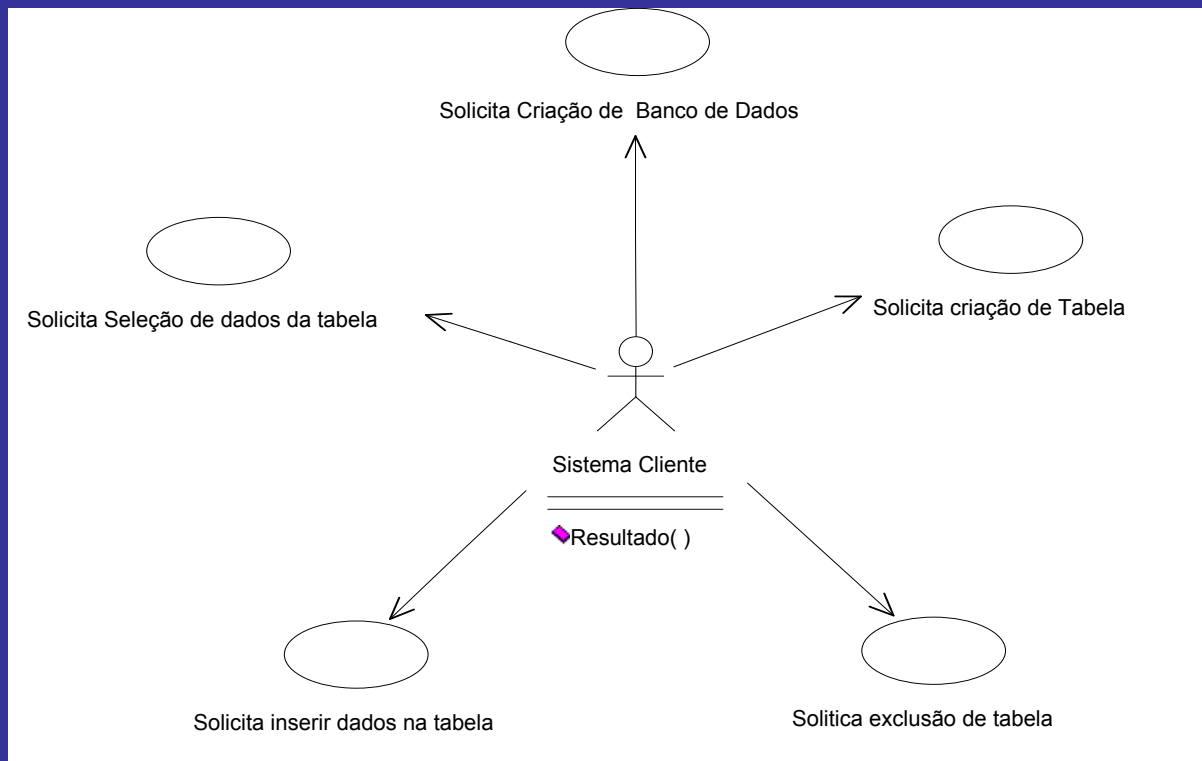 Solicita Criação de Banco de Dados
Solicita Seleção de dados da tabela
Solicita criação de Tabela
Sistema Cliente
Resultado( )
Solicita inserir dados na tabela
Solitica exclusão de tabela